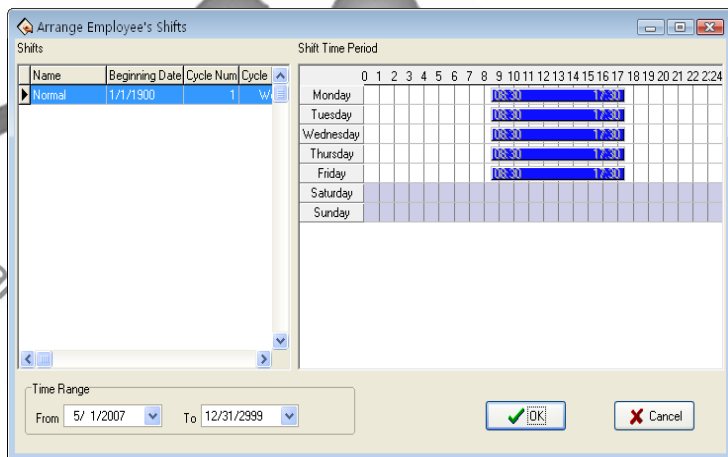 Arrange Employee's Shifts
Shifts
Shift Time Period
Name Beginning Date Cycle Num Cycle
Normal 1/1/1900 1 W
0 1 2 3 4 5 6 7 8 9 10 11 12 13 14 15 16 17 18 19 20 21 22 2:24
Monday 08:30 17:30
Tuesday 08:30 17:30
Wednesday 08:30 17:30
Thursday 08:30 17:30
Friday 08:30 17:30
Saturday
Sunday
Time Range
From 5/ 1/2007 To 12/31/2999
OK
Cancel